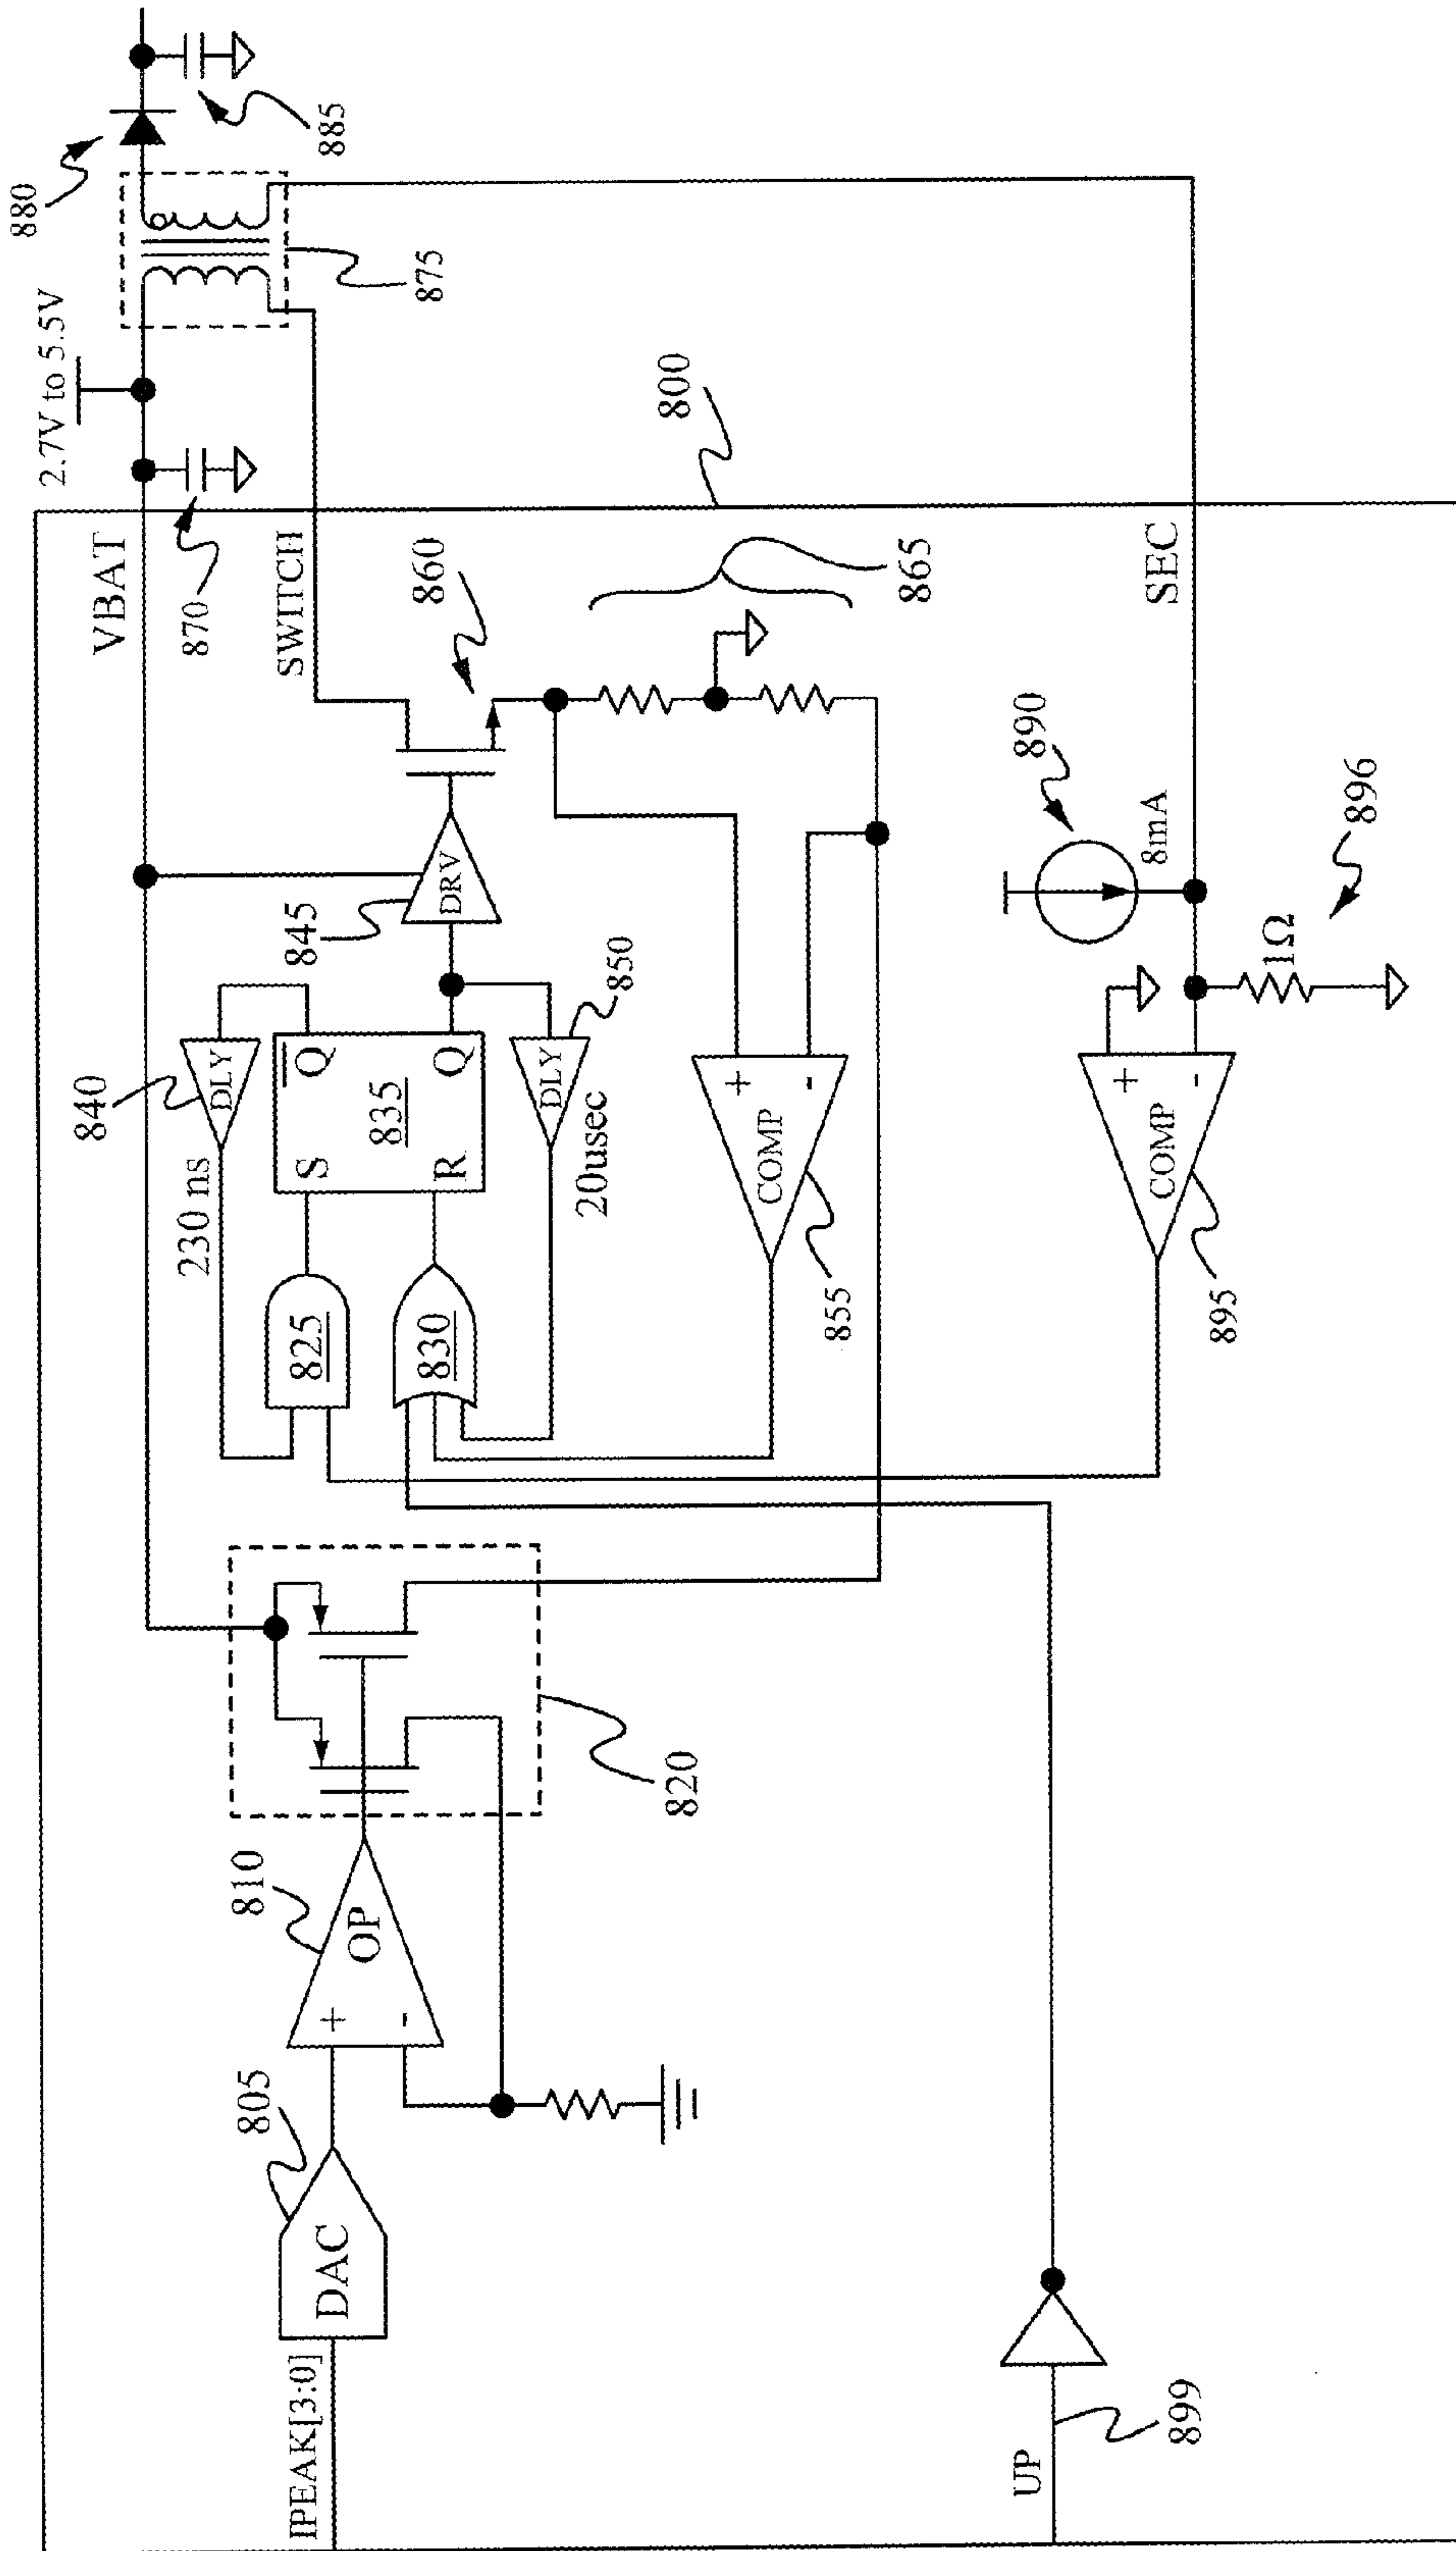 880
885
2.7V to 5.5V
875
800
VBAT
870
SWITCH
860
865
SEC
890
8mA
896
1Ω
845
DRV
850
840
DLY
230 ns
Q
835
Q
S
R
DLY
20usec
+
-
COMP
855
+
-
COMP
895
825
830
820
810
OP
+
-
805
DAC
IPEAK[3:0]
UP
899